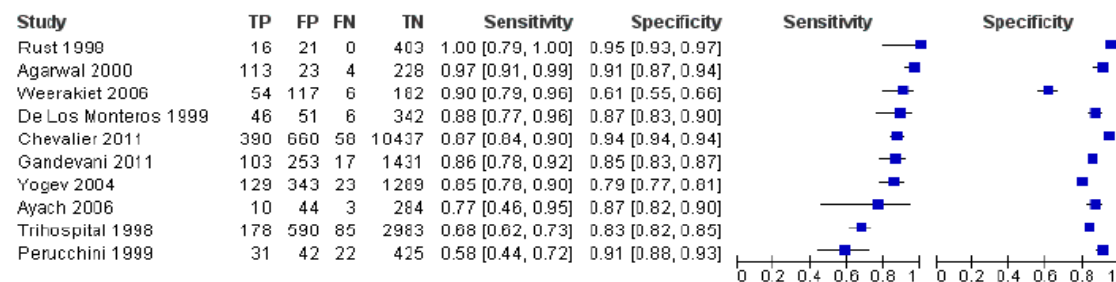 Study TP FP FN TN Sensitivity Specificity Sensitivity Specificity
Rust 1998 16 21 0 403 1.00 [0.79, 1.00] 0.95 [0.93, 0.97]
Agarwal 2000 113 23 4 228 0.97 [0.91, 0.99] 0.91 [0.87, 0.94]
Weerakiet 2006 54 117 6 182 0.90 [0.79, 0.96] 0.61 [0.55, 0.66]
De Los Monteros 1999 46 51 6 342 0.88 [0.77, 0.96] 0.87 [0.83, 0.90]
Chevalier 2011 390 660 58 10437 0.87 [0.84, 0.90] 0.94 [0.94, 0.94]
Gandevani 2011 103 253 17 1431 0.86 [0.78, 0.92] 0.85 [0.83, 0.87]
Yogev 2004 129 343 23 1289 0.85 [0.78, 0.90] 0.79 [0.77, 0.81]
Ayach 2006 10 44 3 284 0.77 [0.46, 0.95] 0.87 [0.82, 0.90]
Trihospital 1998 178 590 85 2983 0.68 [0.62, 0.73] 0.83 [0.82, 0.85]
Perucchini 1999 31 42 22 425 0.58 [0.44, 0.72] 0.91 [0.88, 0.93]
0 0.2 0.4 0.6 0.8 1 0 0.2 0.4 0.6 0.8 1